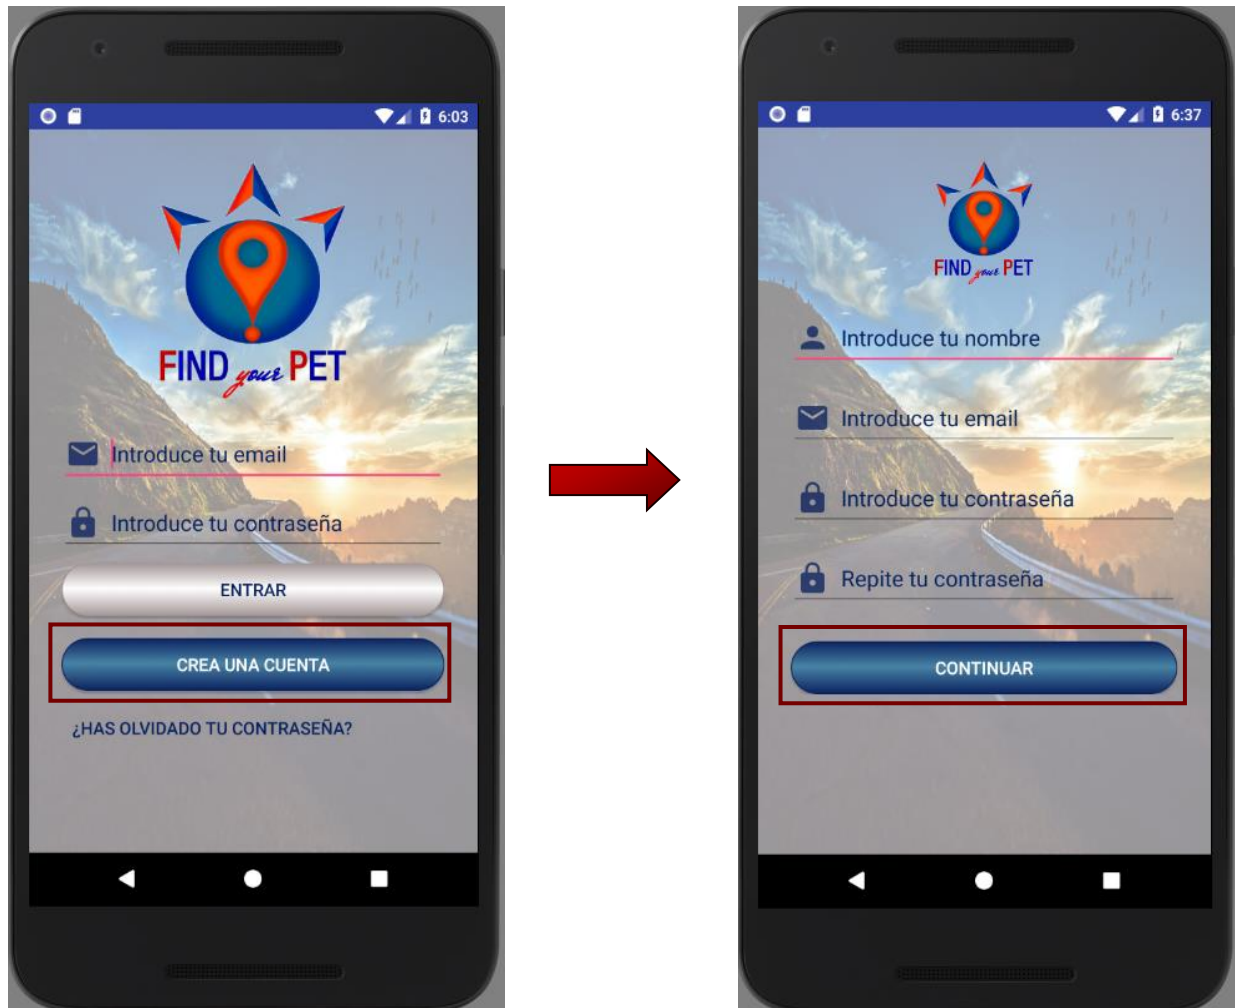 6:03
FIND your PET
Introduce tu email
Introduce tu contraseña
ENTRAR
CREA UNA CUENTA
¿HAS OLVIDADO TU CONTRASEÑA?
6:37
FIND your PET
Introduce tu nombre
Introduce tu email
Introduce tu contraseña
Repite tu contraseña
CONTINUAR